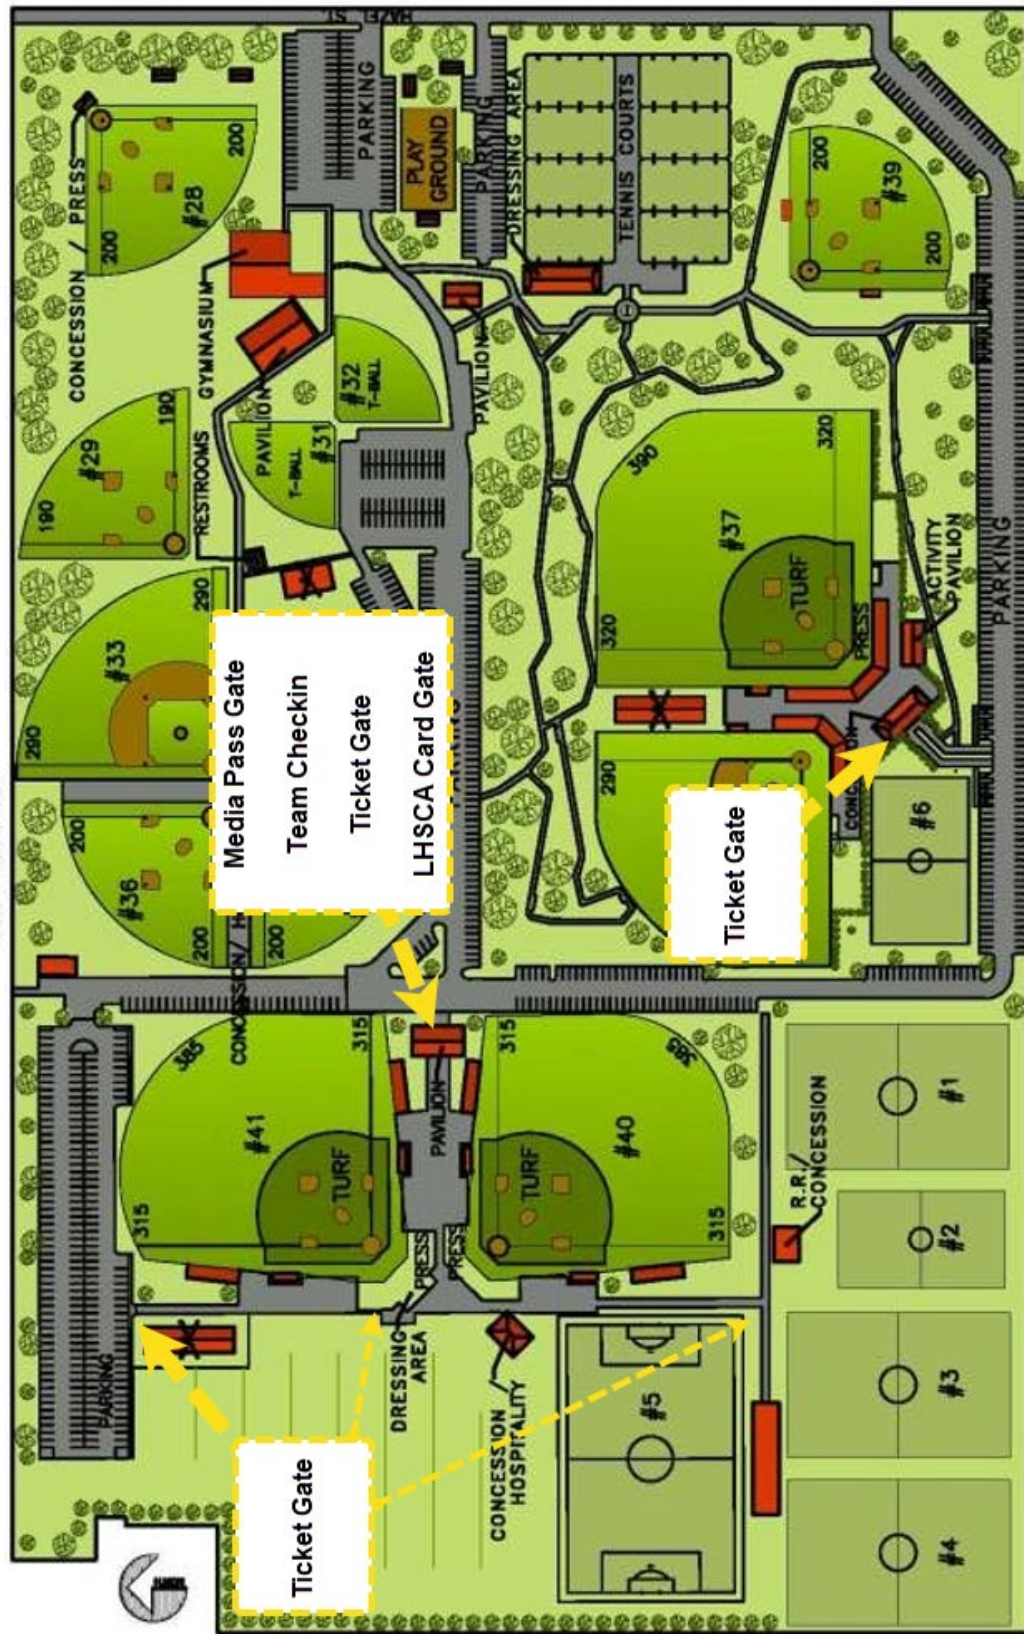 HAZEL ST.
CONCESSION / PRESS
200
200
#28
PARKING
PLAY
GROUND
PARKING
DRESSING AREA
TENNIS COURTS
200
200
#39
GYMNASIUM
PAVILION
#32
T-BALL
#31
T-BALL
PAVILION
190
190
#29
RESTROOMS
290
290
#33
390
320
320
#37
TURF
PRESS
ACTIVITY
PAVILION
PARKING
Media Pass Gate
Team Checkin
Ticket Gate
LHSCA Card Gate
200
200
#36
200
CONCESSION/
290
Ticket Gate
#6
385
315
315
#41
TURF
PAVILION
315
385
315
#40
TURF
PRESS
PRESS
R.R./
CONCESSION
#1
#2
#3
#4
#5
PARKING
DRESSING
AREA
CONCESSION/
HOSPITALITY
Ticket Gate